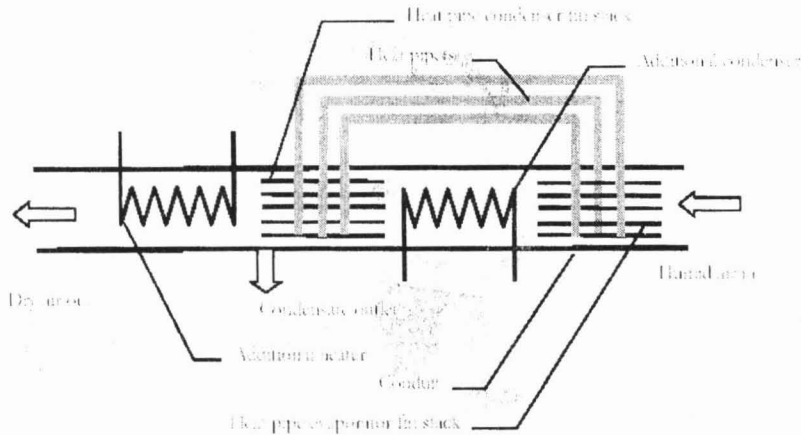 Heat pipe condenser fin stack
Heat pipe(s)
Additional condenser
Humid air in
Dry air out
Condensate outlet
Additional heater
Conduit
Heat pipe evaporator fin stack